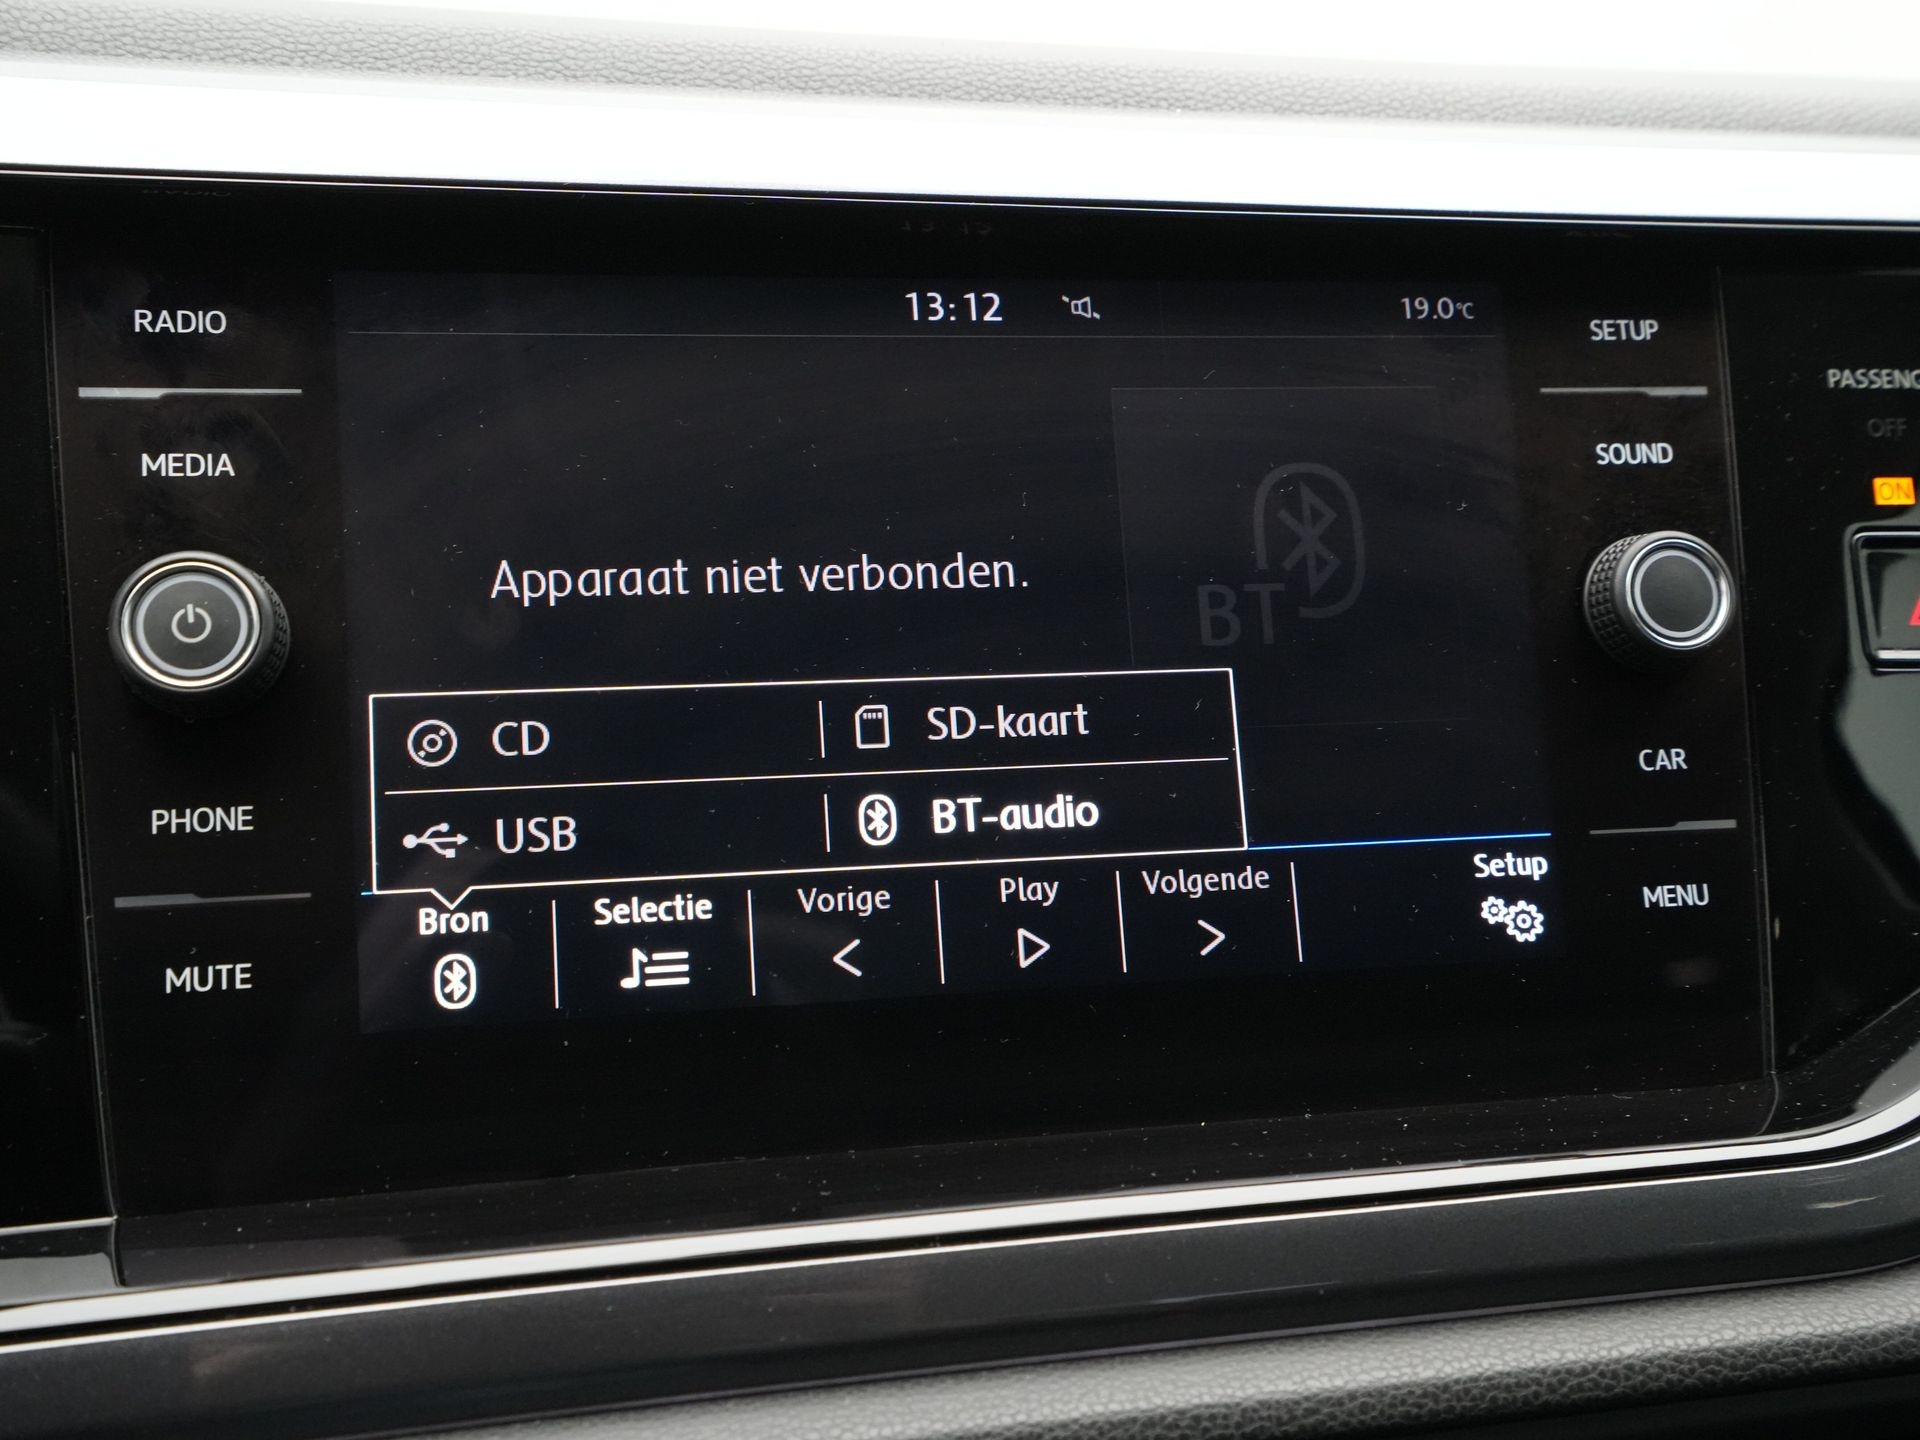 RADIO
MEDIA
PHONE
MUTE
13:12
19.0°C
Apparaat niet verbonden.
BT
CD
SD-kaart
USB
BT-audio
Bron
Selectie
Vorige
Play
Volgende
Setup
SETUP
SOUND
CAR
MENU
PASSENG
OFF
ON